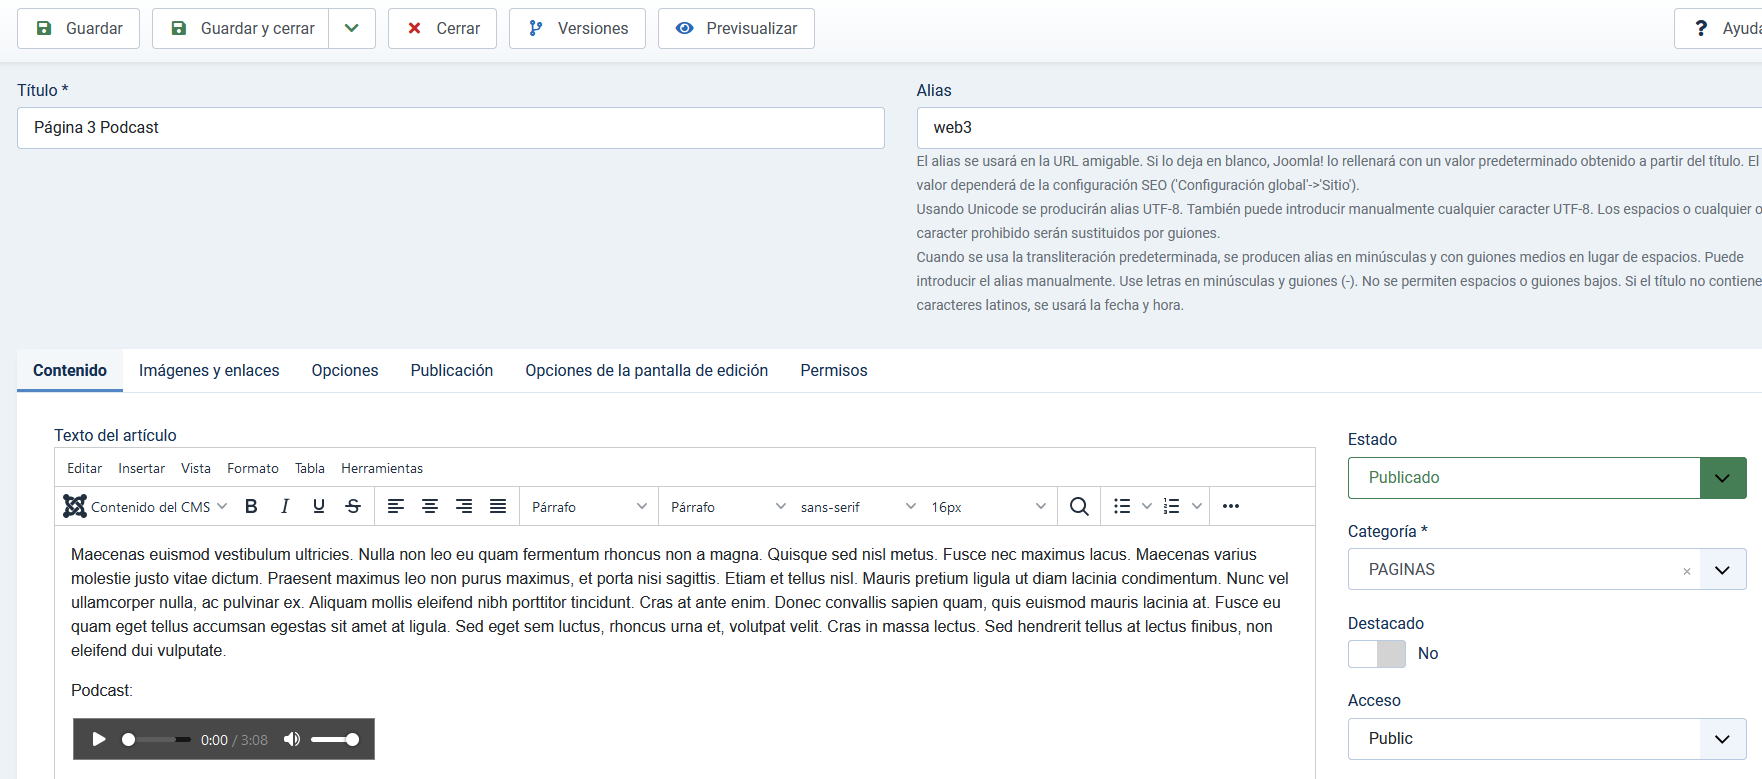 Guardar
Guardar y cerrar
Cerrar
Versiones
Previsualizar
? 
Título *
Alias
Página 3 Podcast
web3
El alias se usará en la URL amigable. Si lo deja en blanco, Joomla! lo rellenará con un valor predeterminado obtenido a partir del título. El
valor dependerá de la configuración SEO ('Configuración global'->'Sitio').
Usando Unicode se producirán alias UTF-8. También puede introducir manualmente cualquier caracter UTF-8. Los espacios o cualquier o
caracter prohibido serán sustituidos por guiones.
Cuando se usa la transliteración predeterminada, se producen alias en minúsculas y con guiones medios en lugar de espacios. Puede
introducir el alias manualmente. Use letras en minúsculas y guiones (-). No se permiten espacios o guiones bajos. Si el título no contiene
caracteres latinos, se usará la fecha y hora.
Contenido
Imágenes y enlaces
Opciones
Publicación
Opciones de la pantalla de edición
Permisos
Texto del artículo
Editar Insertar Vista Formato Tabla Herramientas
Contenido del CMS B I U S Párrafo Párrafo sans-serif 16px
Maecenas euismod vestibulum ultricies. Nulla non leo eu quam fermentum rhoncus non a magna. Quisque sed nisl metus. Fusce nec maximus lacus. Maecenas varius
molestie justo vitae dictum. Praesent maximus leo non purus maximus, et porta nisi sagittis. Etiam et tellus nisl. Mauris pretium ligula ut diam lacinia condimentum. Nunc vel
ullamcorper nulla, ac pulvinar ex. Aliquam mollis eleifend nibh porttitor tincidunt. Cras at ante enim. Donec convallis sapien quam, quis euismod mauris lacinia at. Fusce eu
quam eget tellus accumsan egestas sit amet at ligula. Sed eget sem luctus, rhoncus urna et, volutpat velit. Cras in massa lectus. Sed hendrerit tellus at lectus finibus, non
eleifend dui vulputate.
Podcast:
0:00 / 3:08
Estado
Publicado
Categoría *
PAGINAS
Destacado
No
Acceso
Public